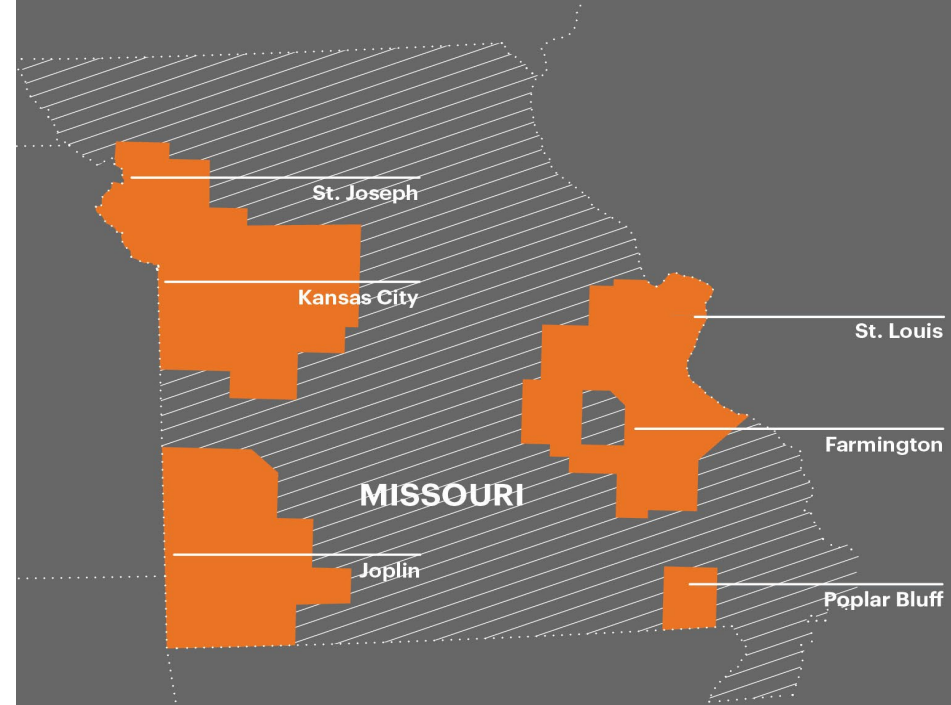 St. Joseph
Kansas City
St. Louis
Farmington
MISSOURI
Joplin
Poplar Bluff